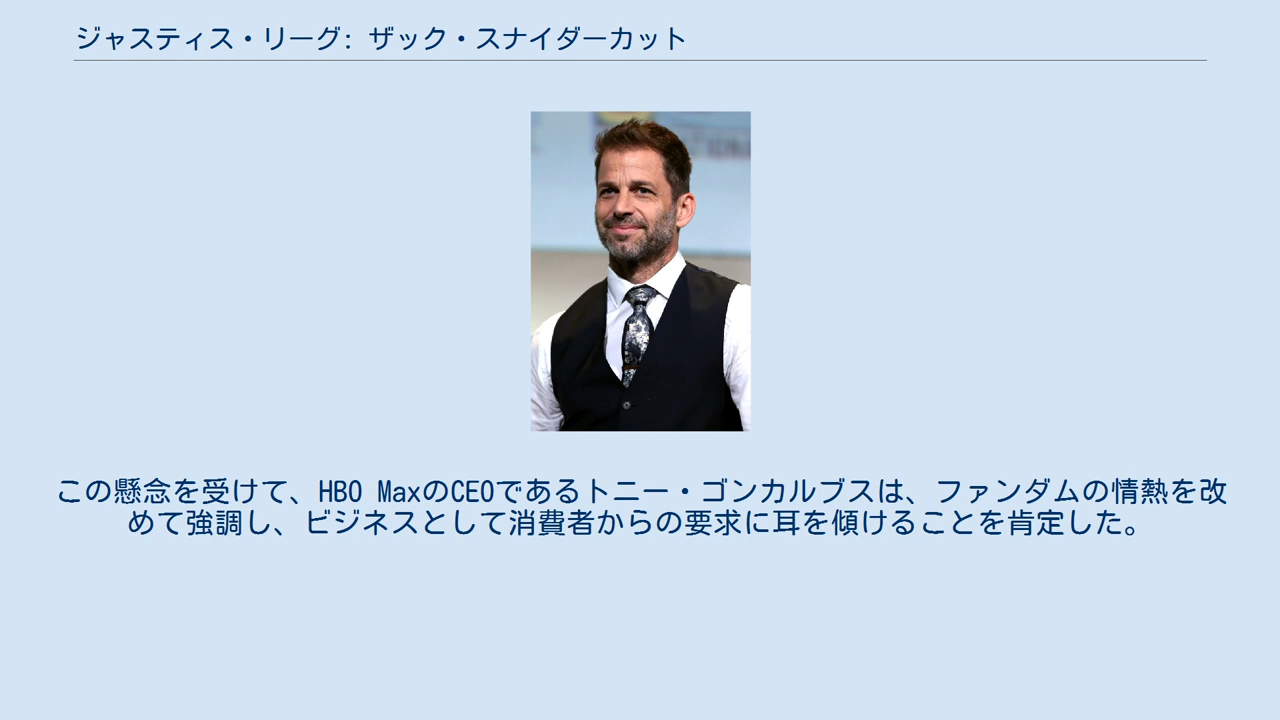 ジャスティス・リーグ: ザック・スナイダーカット
この懸念を受けて、HBO MaxのCEOであるトニー・ゴンカルブスは、ファンダムの情熱を改
めて強調し、ビジネスとして消費者からの要求に耳を傾けることを肯定した。